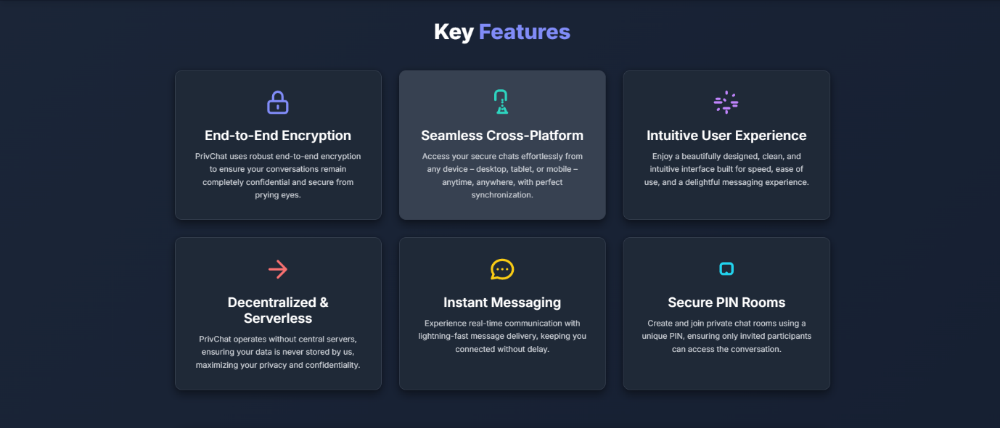 Key Features
End-to-End Encryption
PrivChat uses robust end-to-end encryption
to ensure your conversations remain
completely confidential and secure from
prying eyes.
Seamless Cross-Platform
Access your secure chats effortlessly from
any device – desktop, tablet, or mobile –
anytime, anywhere, with perfect
synchronization.
Intuitive User Experience
Enjoy a beautifully designed, clean, and
intuitive interface built for speed, ease of
use, and a delightful messaging experience.
Decentralized &
Serverless
PrivChat operates without central servers,
ensuring your data is never stored by us,
maximizing your privacy and confidentiality.
Instant Messaging
Experience real-time communication with
lightning-fast message delivery, keeping you
connected without delay.
Secure PIN Rooms
Create and join private chat rooms using a
unique PIN, ensuring only invited participants
can access the conversation.